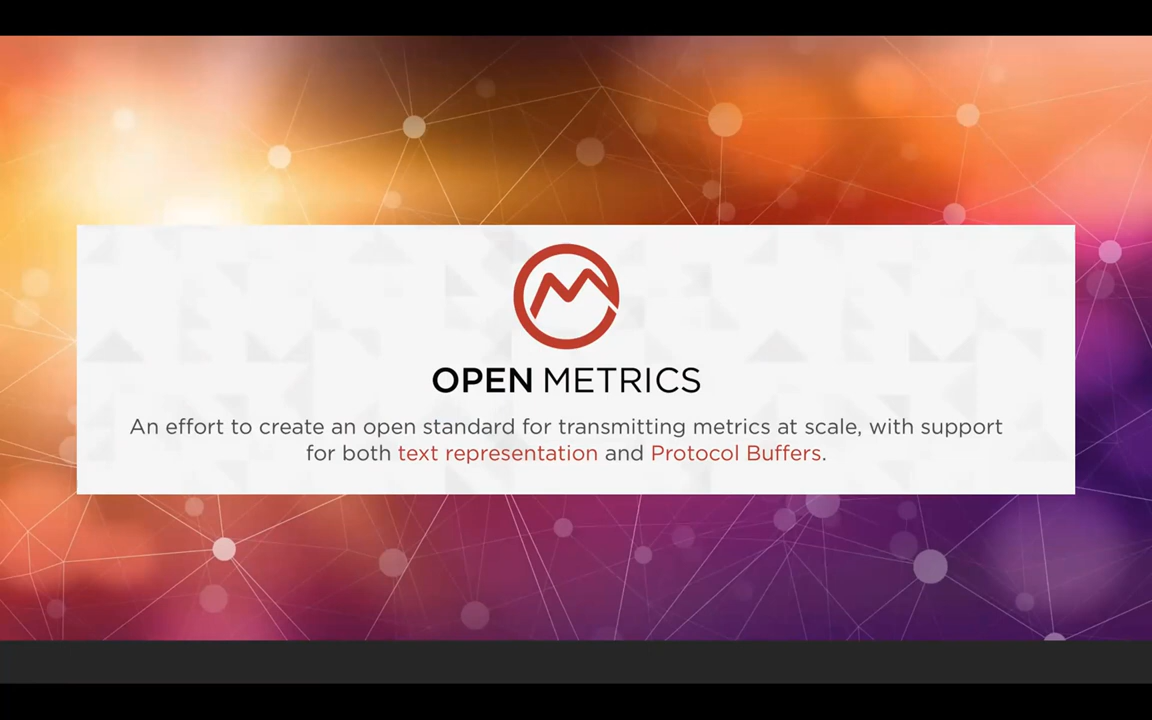 OPEN METRICS
An effort to create an open standard for transmitting metrics at scale, with support
for both text representation and Protocol Buffers.